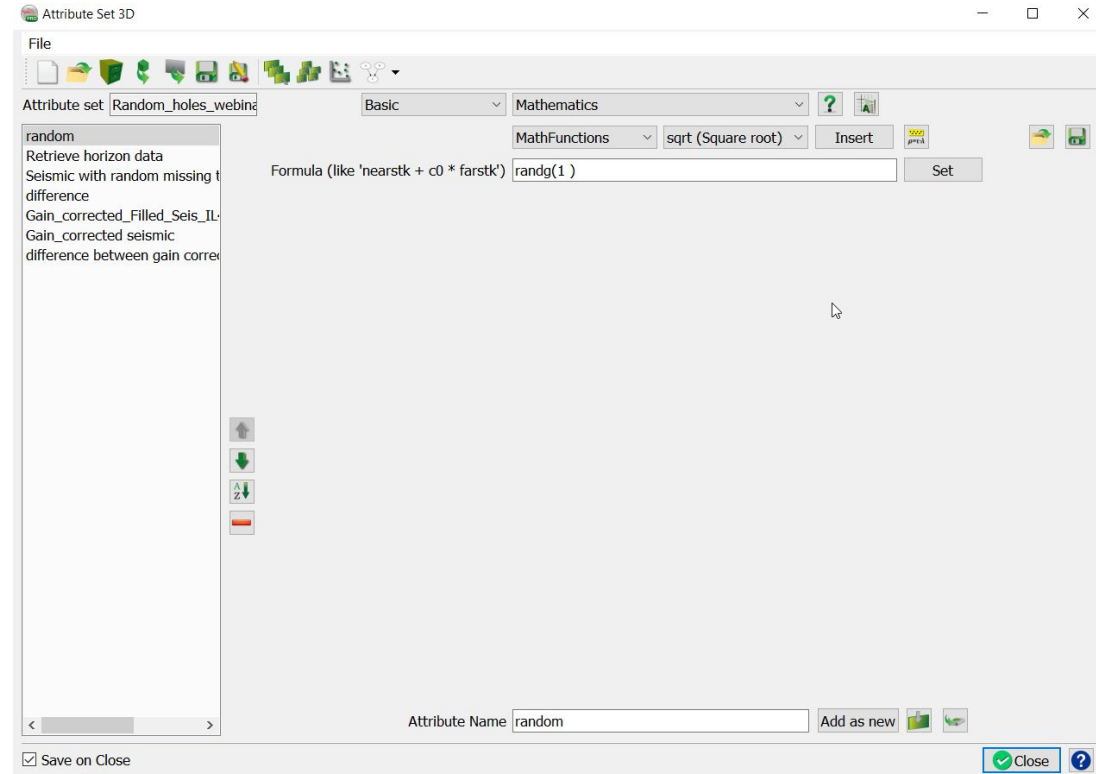 Attribute Set 3D
File
Attribute set Random_holes_webina Basic Mathematics ?
random MathFunctions sqrt (Square root) Insert
Retrieve horizon data Formula (like 'nearstk + c0 * farstk') randg(1 ) Set
Seismic with random missing t
difference
Gain_corrected_Filled_Seis_IL
Gain_corrected seismic
difference between gain correc
A
Z
Attribute Name random Add as new
Save on Close Close ?